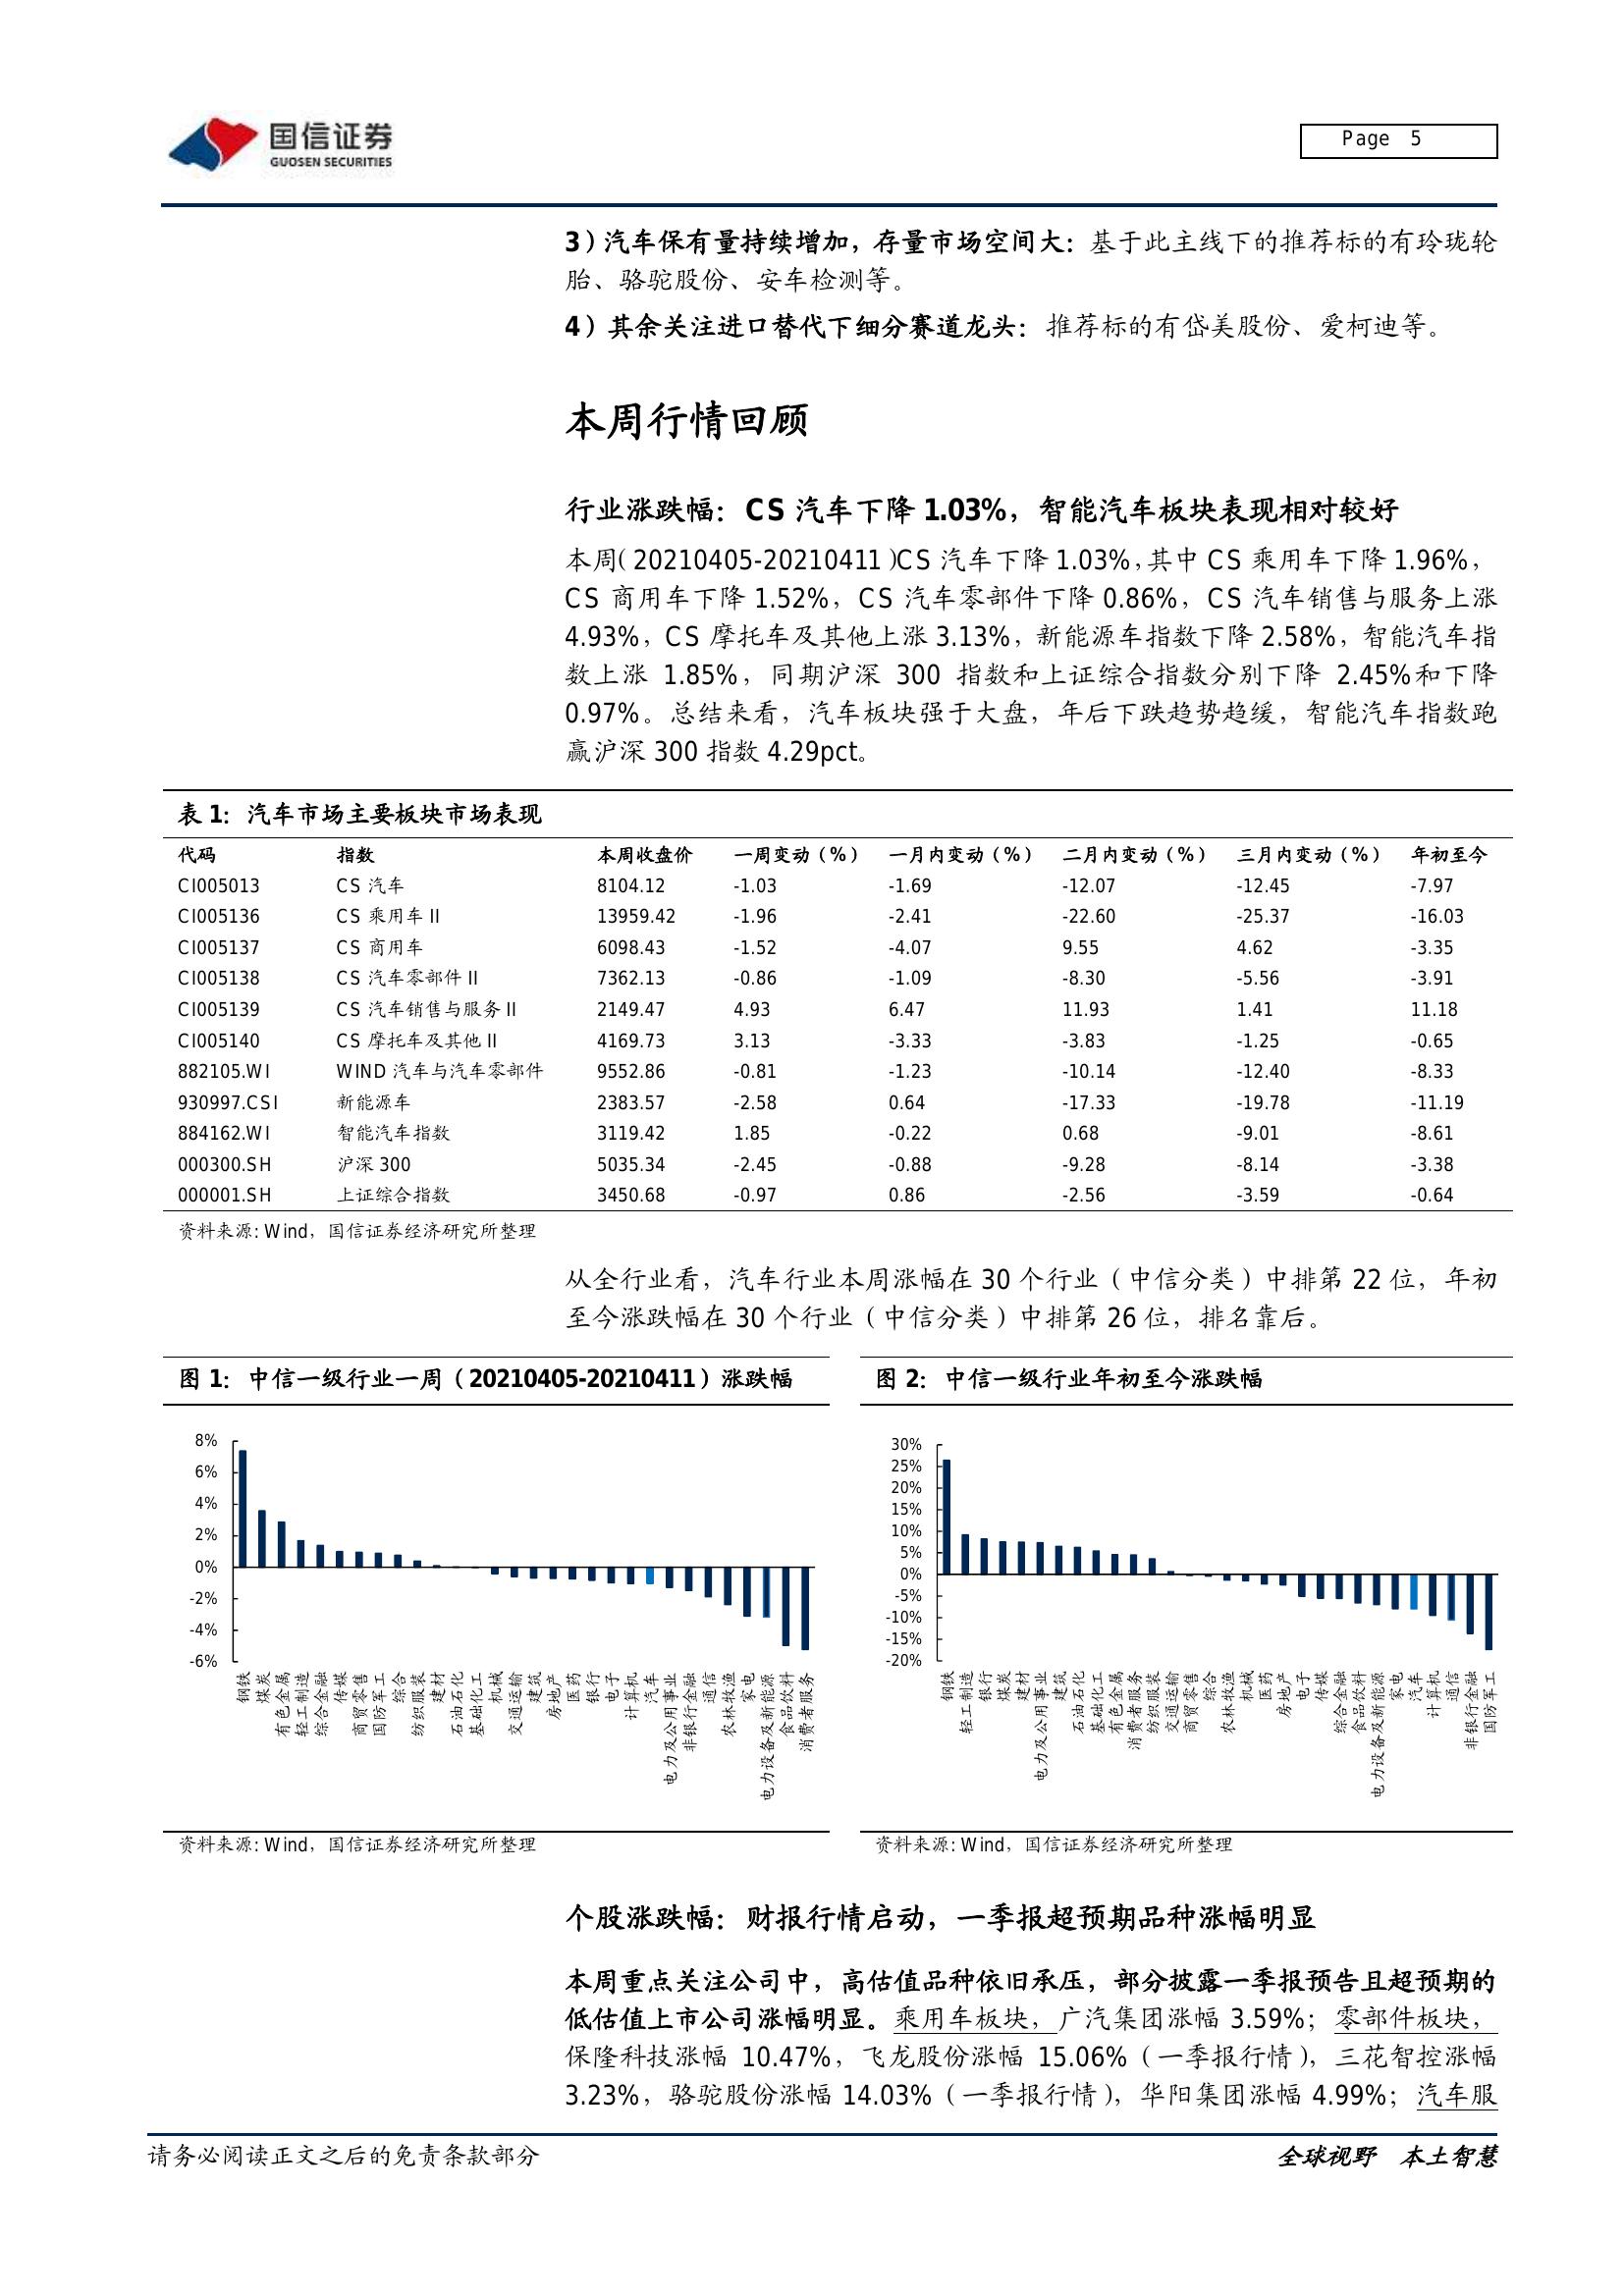 国信证券
GUOSEN SECURITIES
Page 5
3）汽车保有量持续增加，存量市场空间大：基于此主线下的推荐标的有玲珑轮
胎、骆驼股份、安车检测等。
4）其余关注进口替代下细分赛道龙头：推荐标的有岱美股份、爱柯迪等。
本周行情回顾
行业涨跌幅：CS 汽车下降 1.03%，智能汽车板块表现相对较好
本周（20210405-20210411）CS 汽车下降 1.03%，其中 CS 乘用车下降 1.96%，
CS 商用车下降 1.52%，CS 汽车零部件下降 0.86%，CS 汽车销售与服务上涨
4.93%，CS 摩托车及其他上涨 3.13%，新能源车指数下降 2.58%，智能汽车指
数上涨 1.85%，同期沪深 300 指数和上证综合指数分别下降 2.45%和下降
0.97%。总结来看，汽车板块强于大盘，年后下跌趋势趋缓，智能汽车指数跑
赢沪深 300 指数 4.29pct。
表 1：汽车市场主要板块市场表现
代码 指数 本周收盘价 一周变动（%） 一月内变动（%） 二月内变动（%） 三月内变动（%） 年初至今
CI005013 CS 汽车 8104.12 -1.03 -1.69 -12.07 -12.45 -7.97
CI005136 CS 乘用车 II 13959.42 -1.96 -2.41 -22.60 -25.37 -16.03
CI005137 CS 商用车 6098.43 -1.52 -4.07 9.55 4.62 -3.35
CI005138 CS 汽车零部件 II 7362.13 -0.86 -1.09 -8.30 -5.56 -3.91
CI005139 CS 汽车销售与服务 II 2149.47 4.93 6.47 11.93 1.41 11.18
CI005140 CS 摩托车及其他 II 4169.73 3.13 -3.33 -3.83 -1.25 -0.65
882105.WI WIND 汽车与汽车零部件 9552.86 -0.81 -1.23 -10.14 -12.40 -8.33
930997.CSI 新能源车 2383.57 -2.58 0.64 -17.33 -19.78 -11.19
884162.WI 智能汽车指数 3119.42 1.85 -0.22 0.68 -9.01 -8.61
000300.SH 沪深 300 5035.34 -2.45 -0.88 -9.28 -8.14 -3.38
000001.SH 上证综合指数 3450.68 -0.97 0.86 -2.56 -3.59 -0.64
资料来源: Wind，国信证券经济研究所整理
从全行业看，汽车行业本周涨幅在 30 个行业（中信分类）中排第 22 位，年初
至今涨跌幅在 30 个行业（中信分类）中排第 26 位，排名靠后。
图 1：中信一级行业一周（20210405-20210411）涨跌幅
8%
6%
4%
2%
0%
-2%
-4%
-6%
钢铁
煤炭
有色金属
轻工制造
综合金融
传媒
商贸零售
国防军工
综合
纺织服装
建材
石油石化
基础化工
机械
交通运输
建筑
房地产
医药
银行
电子
计算机
汽车
电力及公用事业
非银行金融
通信
农林牧渔
家电
电力设备及新能源
食品饮料
消费者服务
资料来源: Wind，国信证券经济研究所整理
图 2：中信一级行业年初至今涨跌幅
30%
25%
20%
15%
10%
5%
0%
-5%
-10%
-15%
-20%
钢铁
轻工制造
银行
煤炭
建材
电力及公用事业
建筑
石油石化
基础化工
有色金属
消费者服务
纺织服装
交通运输
商贸零售
综合
农林牧渔
机械
医药
房地产
电子
传媒
综合金融
食品饮料
电力设备及新能源
家电
汽车
计算机
通信
非银行金融
国防军工
资料来源: Wind，国信证券经济研究所整理
个股涨跌幅：财报行情启动，一季报超预期品种涨幅明显
本周重点关注公司中，高估值品种依旧承压，部分披露一季报预告且超预期的
低估值上市公司涨幅明显。乘用车板块，广汽集团涨幅 3.59%；零部件板块，
保隆科技涨幅 10.47%，飞龙股份涨幅 15.06%（一季报行情），三花智控涨幅
3.23%，骆驼股份涨幅 14.03%（一季报行情），华阳集团涨幅 4.99%；汽车服
请务必阅读正文之后的免责条款部分
全球视野 本土智慧